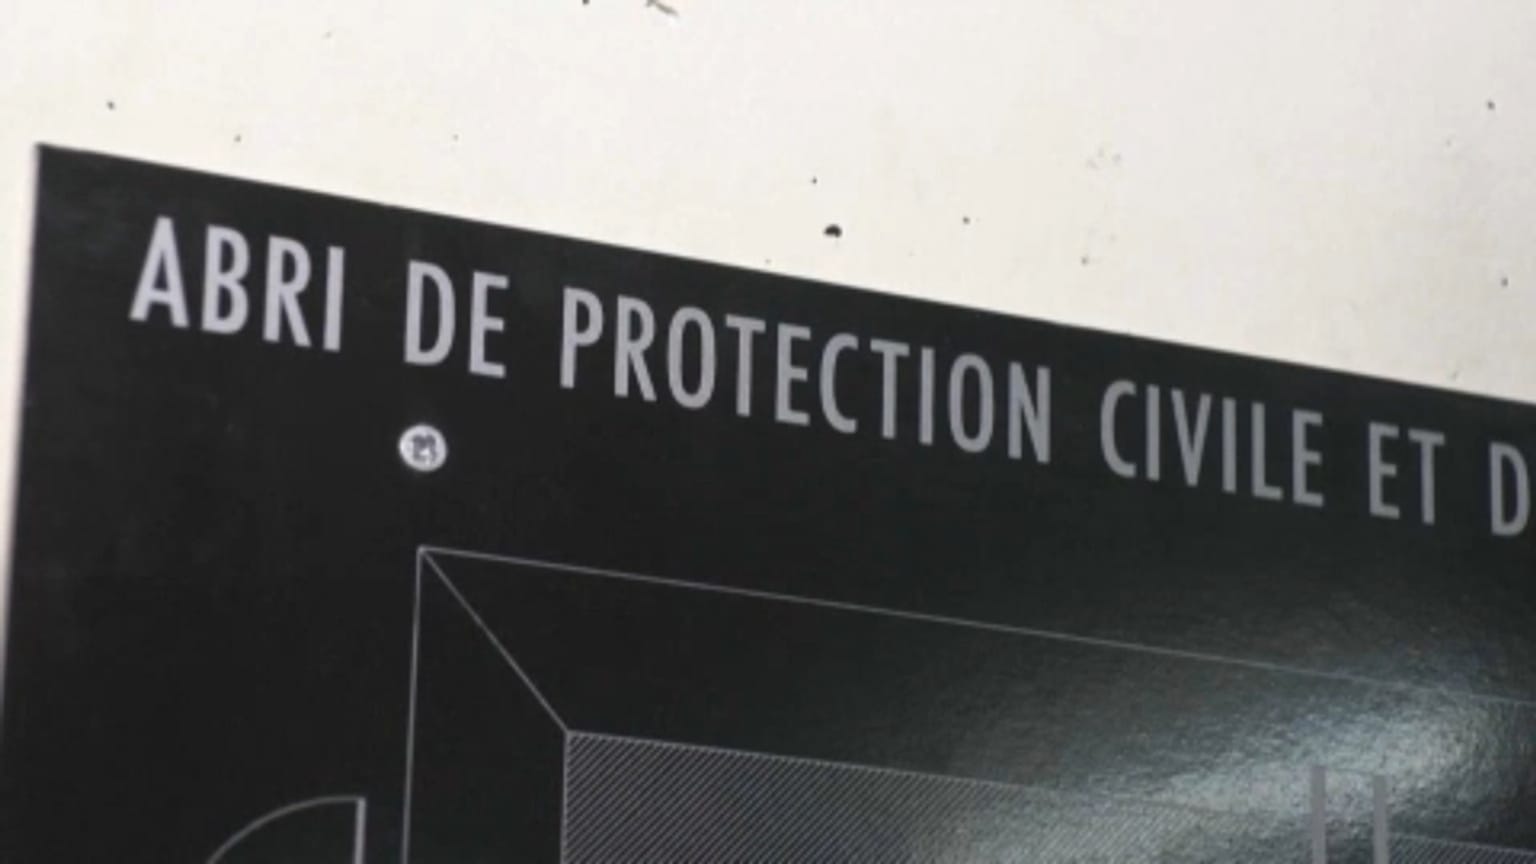 ABRI DE PROTECTION CIVILE ET D